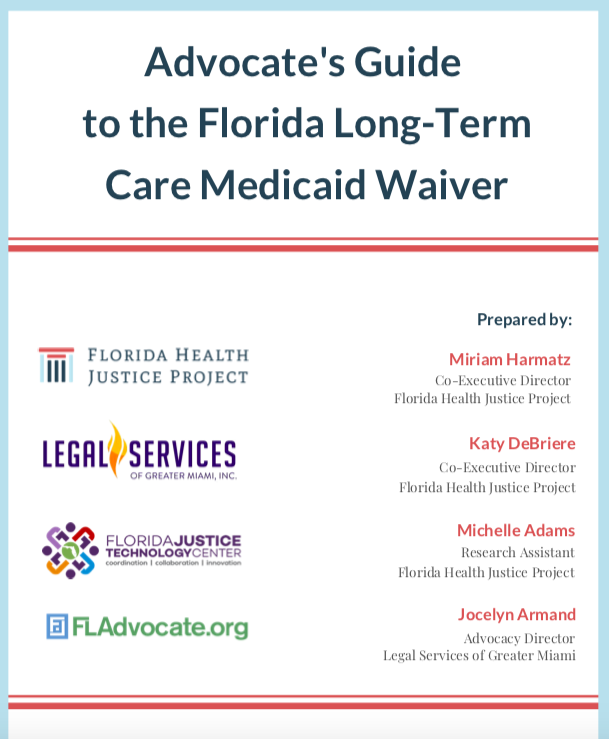 Advocate's Guide
to the Florida Long-Term
Care Medicaid Waiver
Prepared by:
FLORIDA HEALTH
JUSTICE PROJECT
LEGAL SERVICES
OF GREATER MIAMI, INC.
FLORIDAJUSTICE
TECHNOLOGYCENTER
coordination | collaboration | innovation
FLAdvocate.org
Miriam Harmatz
Co-Executive Director
Florida Health Justice Project
Katy DeBriere
Co-Executive Director
Florida Health Justice Project
Michelle Adams
Research Assistant
Florida Health Justice Project
Jocelyn Armand
Advocacy Director
Legal Services of Greater Miami